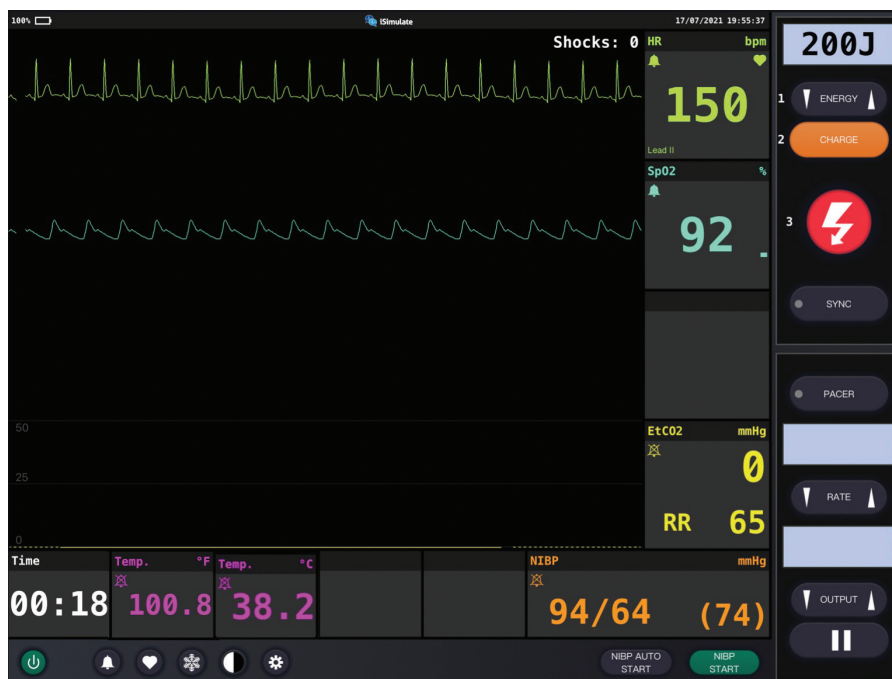 100%
iSimulate
17/07/2021 19:55:37
Shocks: 0
HR bpm
150
Lead II
SpO2 %
92
50
25
0
EtCO2 mmHg
0
RR 65
Time
00:18
Temp. °F
100.8
Temp. °C
38.2
NIBP mmHg
94/64 (74)
NIBP AUTO
START
NIBP
START
200J
1 ENERGY
2 CHARGE
3
SYNC
PACER
RATE
OUTPUT